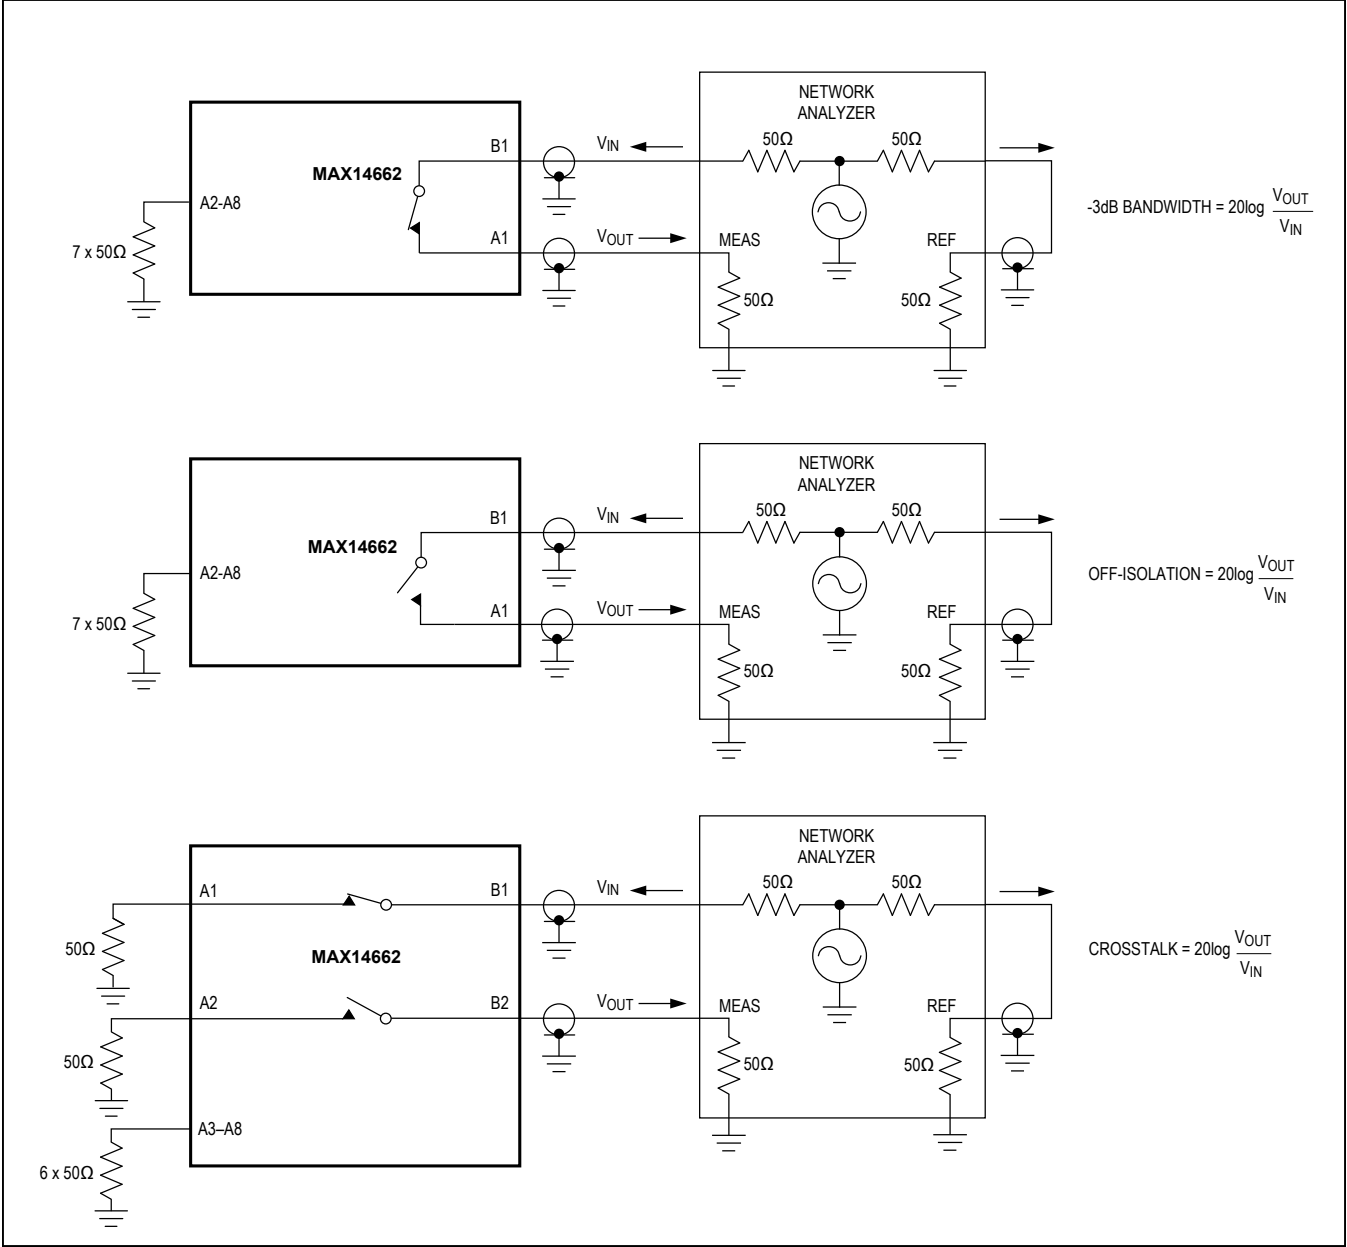 NETWORK
ANALYZER
50Ω 50Ω
B1
VIN
MAX14662
A2-A8
7 x 50Ω
A1
VOUT
MEAS
REF
50Ω
50Ω
-3dB BANDWIDTH = 20log VOUT
VIN
NETWORK
ANALYZER
50Ω 50Ω
B1
VIN
MAX14662
A2-A8
7 x 50Ω
A1
VOUT
MEAS
REF
50Ω
50Ω
OFF-ISOLATION = 20log VOUT
VIN
NETWORK
ANALYZER
50Ω 50Ω
A1
B1
VIN
50Ω
MAX14662
A2
B2
VOUT
MEAS
REF
50Ω
50Ω
50Ω
A3–A8
6 x 50Ω
CROSSTALK = 20log VOUT
VIN